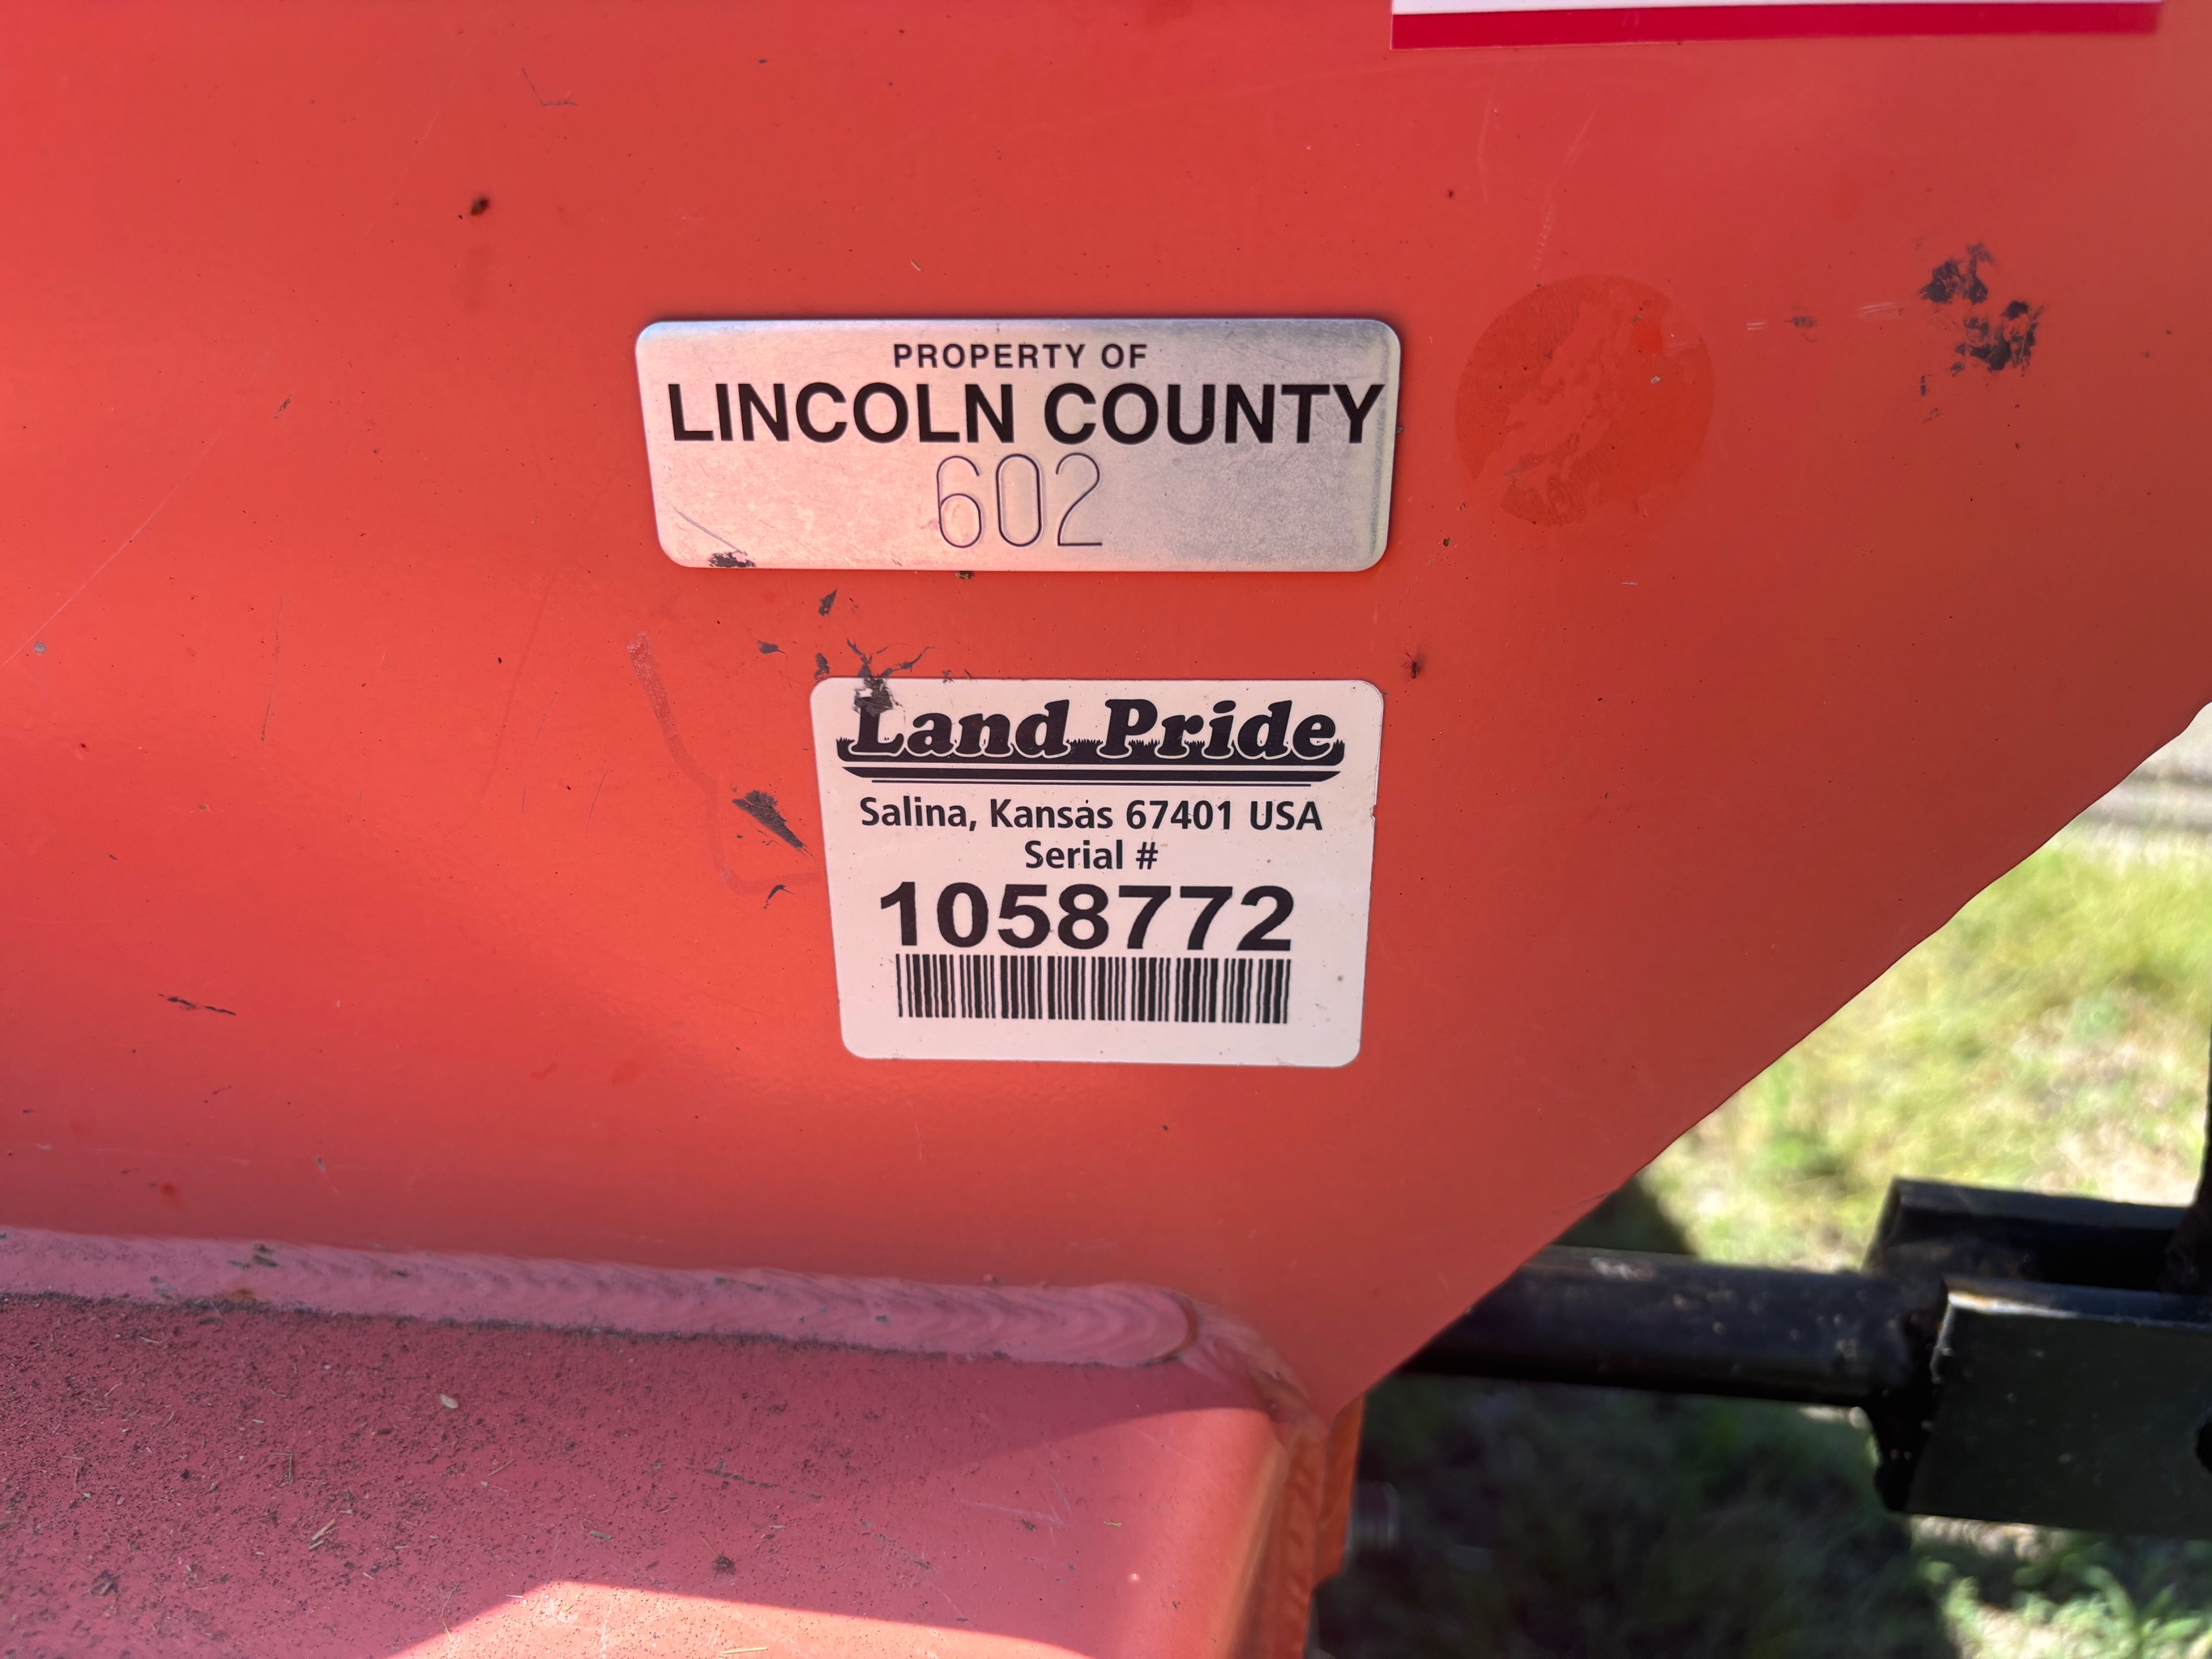 PROPERTY OF
LINCOLN COUNTY
602
Land Pride
Salina, Kansas 67401 USA
Serial #
1058772